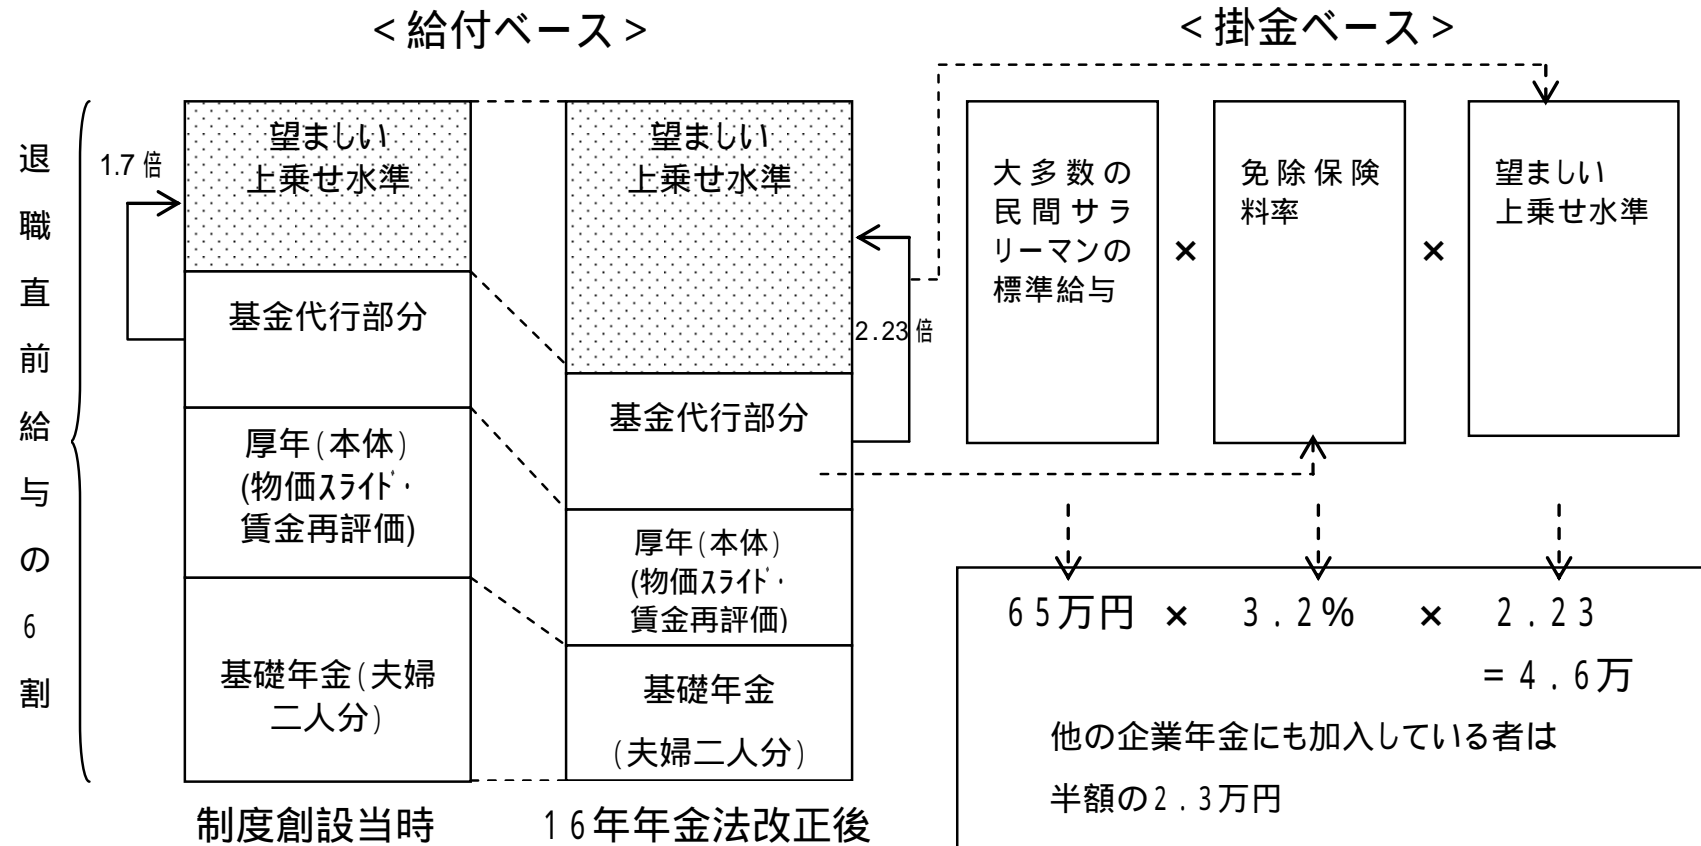 <給付ベース>
<掛金ベース>
退職直前給与の6割
1.7倍
望ましい
上乗せ水準
基金代行部分
厚年(本体)
(物価ｽﾗｲﾄﾞ・
賃金再評価)
基礎年金(夫婦
二人分)
制度創設当時
望ましい
上乗せ水準
2.23倍
基金代行部分
厚年(本体)
(物価ｽﾗｲﾄﾞ・
賃金再評価)
基礎年金
(夫婦二人分)
16年年金法改正後
大多数の
民間サラ
リーマンの
標準給与
×
免除保険
料率
×
望ましい
上乗せ水準
65万円 × 3.2% × 2.23
=4.6万
他の企業年金にも加入している者は
半額の2.3万円